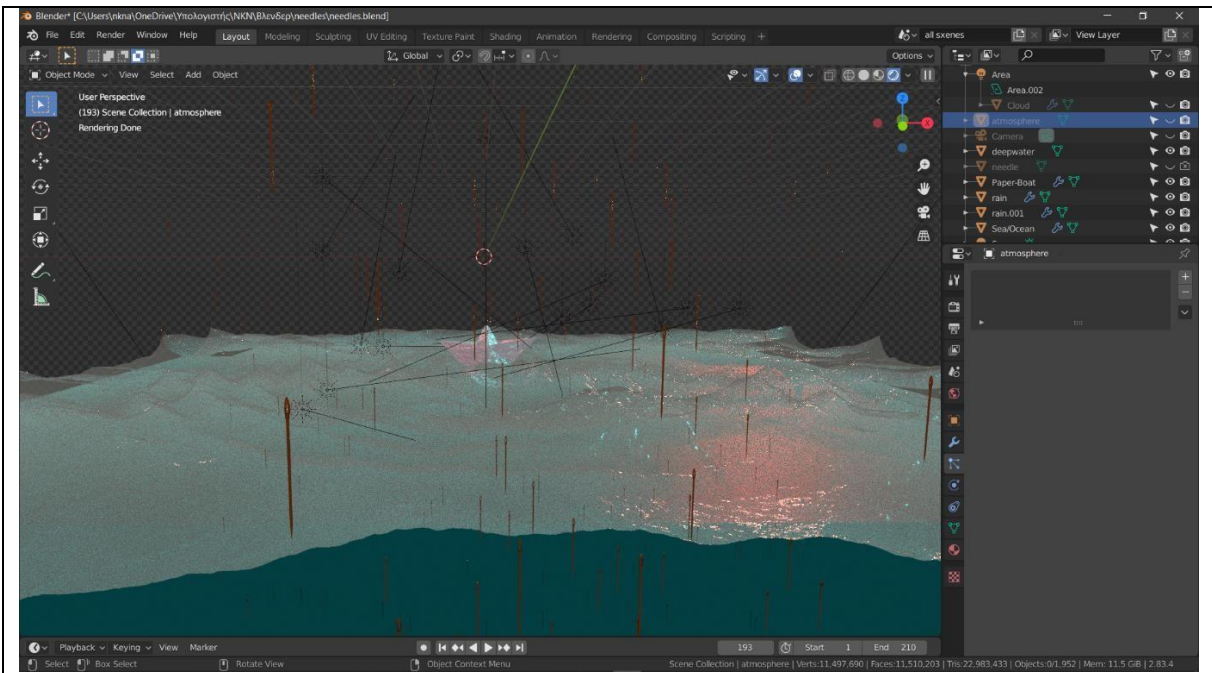 Blender* [C:\Users\nkna\OneDrive\Υπολογιστής\NKN\Βλενδερ\needles\needles.blend]
File Edit Render Window Help Layout Modeling Sculpting UV Editing Texture Paint Shading Animation Rendering Compositing Scripting + all sxenes View Layer
Global Options
Object Mode View Select Add Object
User Perspective
(193) Scene Collection | atmosphere
Rendering Done
Z
X
Area
Area.002
Cloud
atmosphere
Camera
deepwater
needle
Paper-Boat
rain
rain.001
Sea/Ocean
atmosphere
Playback Keying View Marker 193 Start 1 End 210
Select Box Select Rotate View Object Context Menu Scene Collection | atmosphere | Verts:11,497,690 | Faces:11,510,203 | Tris:22,983,433 | Objects:0/1,952 | Mem: 11.5 GiB | 2.83.4